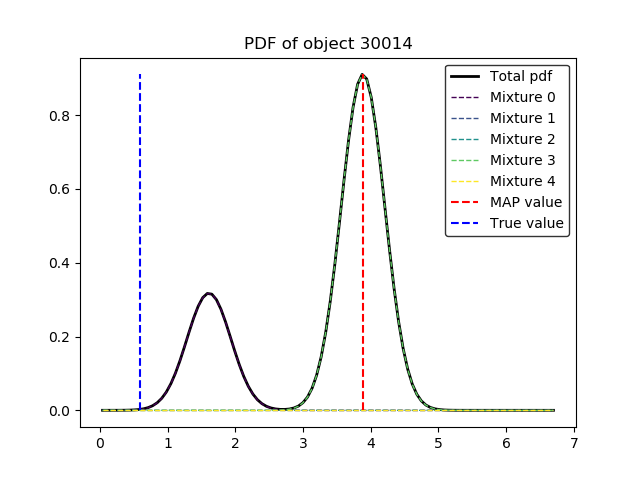 PDF of object 30014
Total pdf
Mixture 0
Mixture 1
Mixture 2
Mixture 3
Mixture 4
MAP value
True value
0.8
0.6
0.4
0.2
0.0
0 1 2 3 4 5 6 7